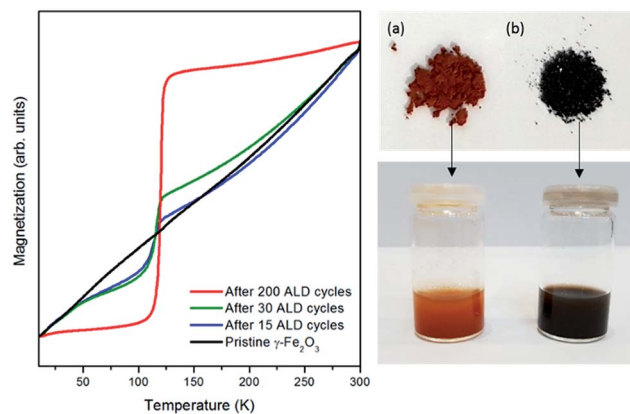 Magnetization (arb. units)
After 200 ALD cycles
After 30 ALD cycles
After 15 ALD cycles
Pristine γ-Fe₂O₃
50
100
150
200
250
300
Temperature (K)
(a)
(b)